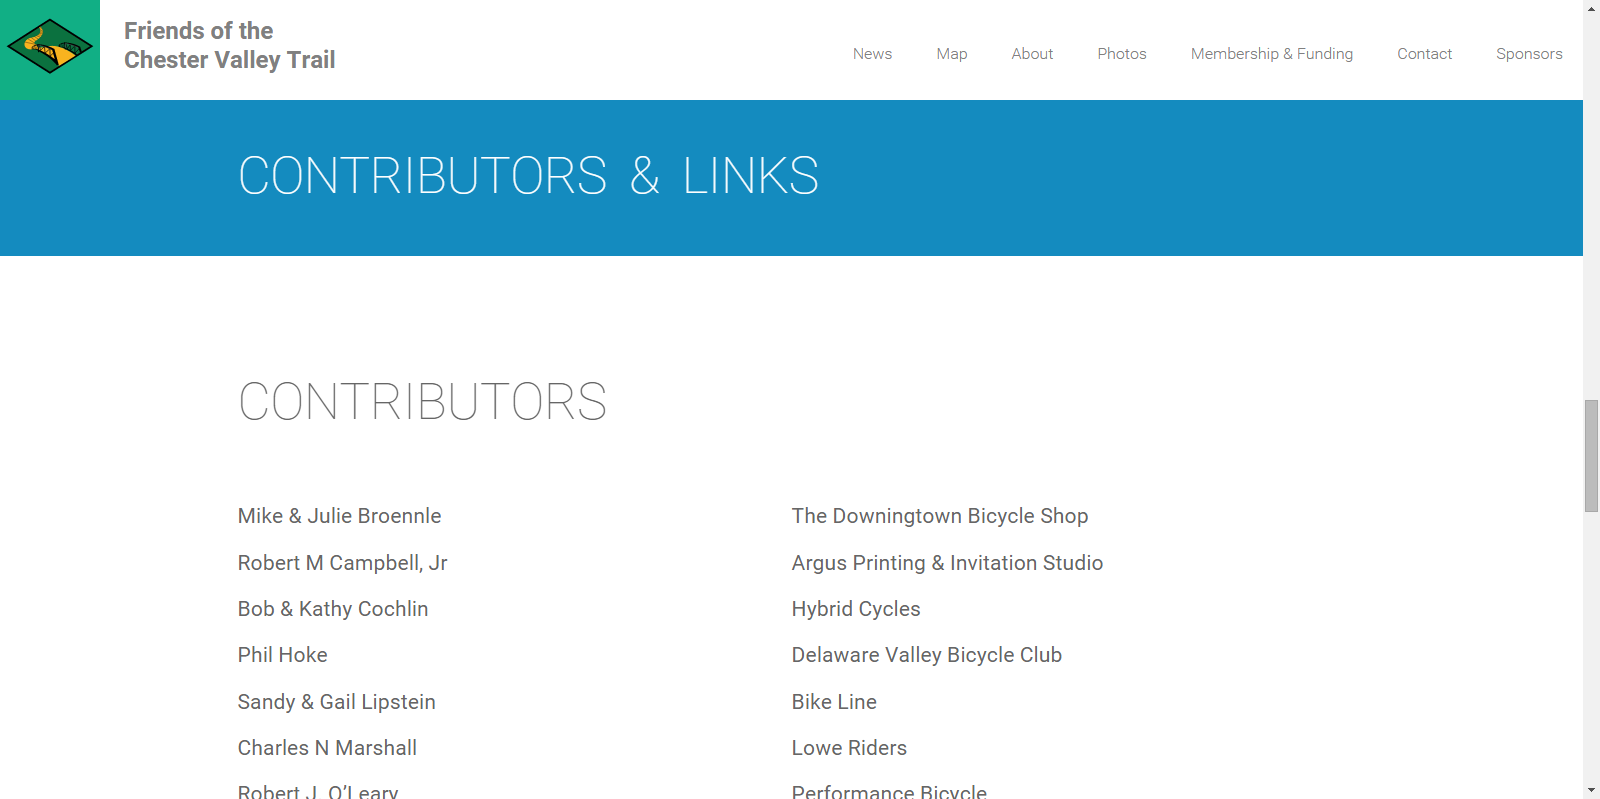 Friends of the
Chester Valley Trail
News Map About Photos Membership & Funding Contact Sponsors
CONTRIBUTORS & LINKS
CONTRIBUTORS
Mike & Julie Broennle
Robert M Campbell, Jr
Bob & Kathy Cochlin
Phil Hoke
Sandy & Gail Lipstein
Charles N Marshall
Robert J. O’Leary
The Downingtown Bicycle Shop
Argus Printing & Invitation Studio
Hybrid Cycles
Delaware Valley Bicycle Club
Bike Line
Lowe Riders
Performance Bicycle